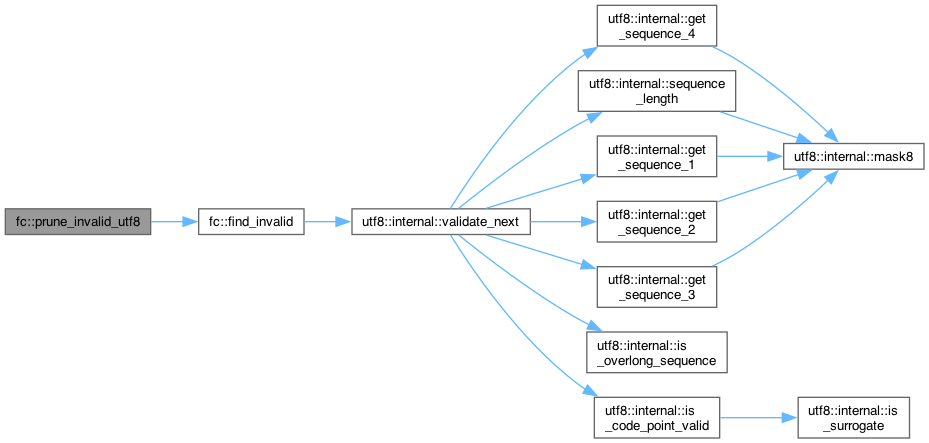 fc::prune_invalid_utf8
fc::find_invalid
utf8::internal::validate_next
utf8::internal::get
_sequence_4
utf8::internal::sequence
_length
utf8::internal::get
_sequence_1
utf8::internal::get
_sequence_2
utf8::internal::get
_sequence_3
utf8::internal::is
_overlong_sequence
utf8::internal::is
_code_point_valid
utf8::internal::mask8
utf8::internal::is
_surrogate